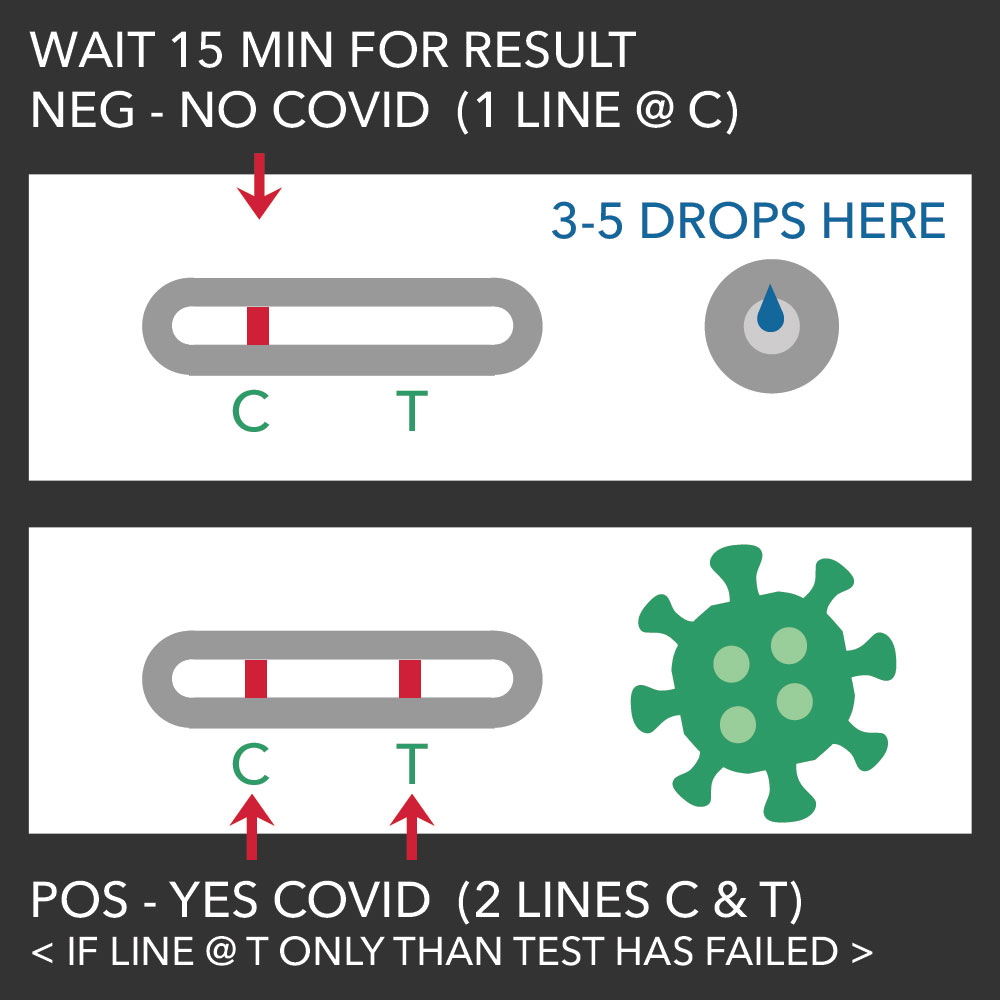 WAIT 15 MIN FOR RESULT
NEG - NO COVID (1 LINE @ C)
3-5 DROPS HERE
C T
C T
POS - YES COVID (2 LINES C & T)
< IF LINE @ T ONLY THAN TEST HAS FAILED >